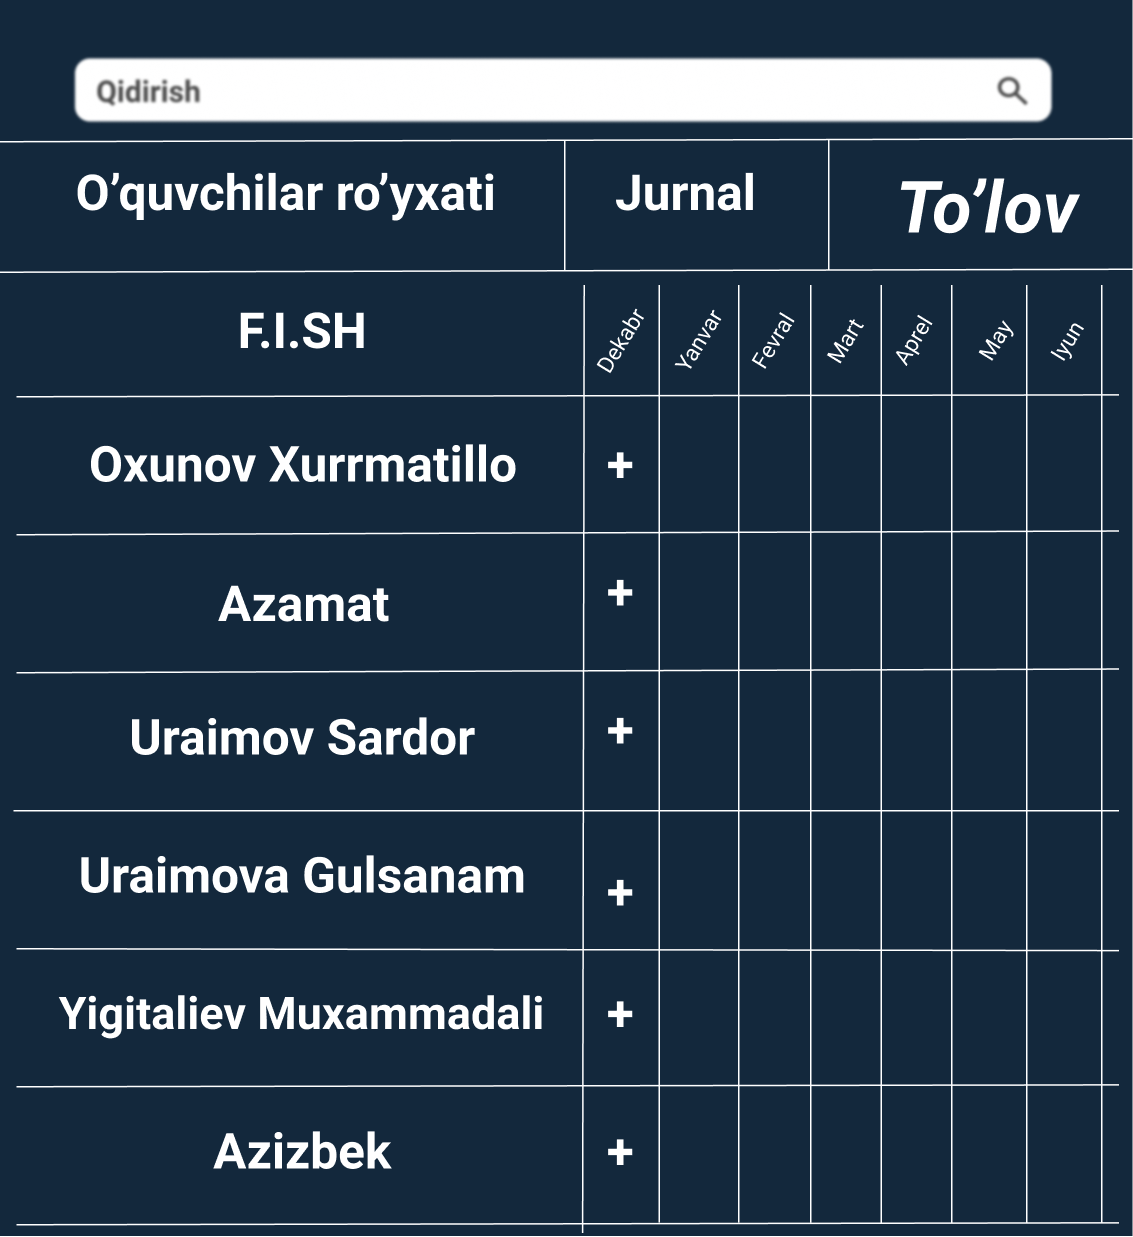 Qidirish
O’quvchilar ro’yxati Jurnal To’lov
F.I.SH Dekabr Yanvar Fevral Mart Aprel May Iyun
Oxunov Xurrmatillo +
Azamat +
Uraimov Sardor +
Uraimova Gulsanam +
Yigitaliev Muxammadali +
Azizbek +